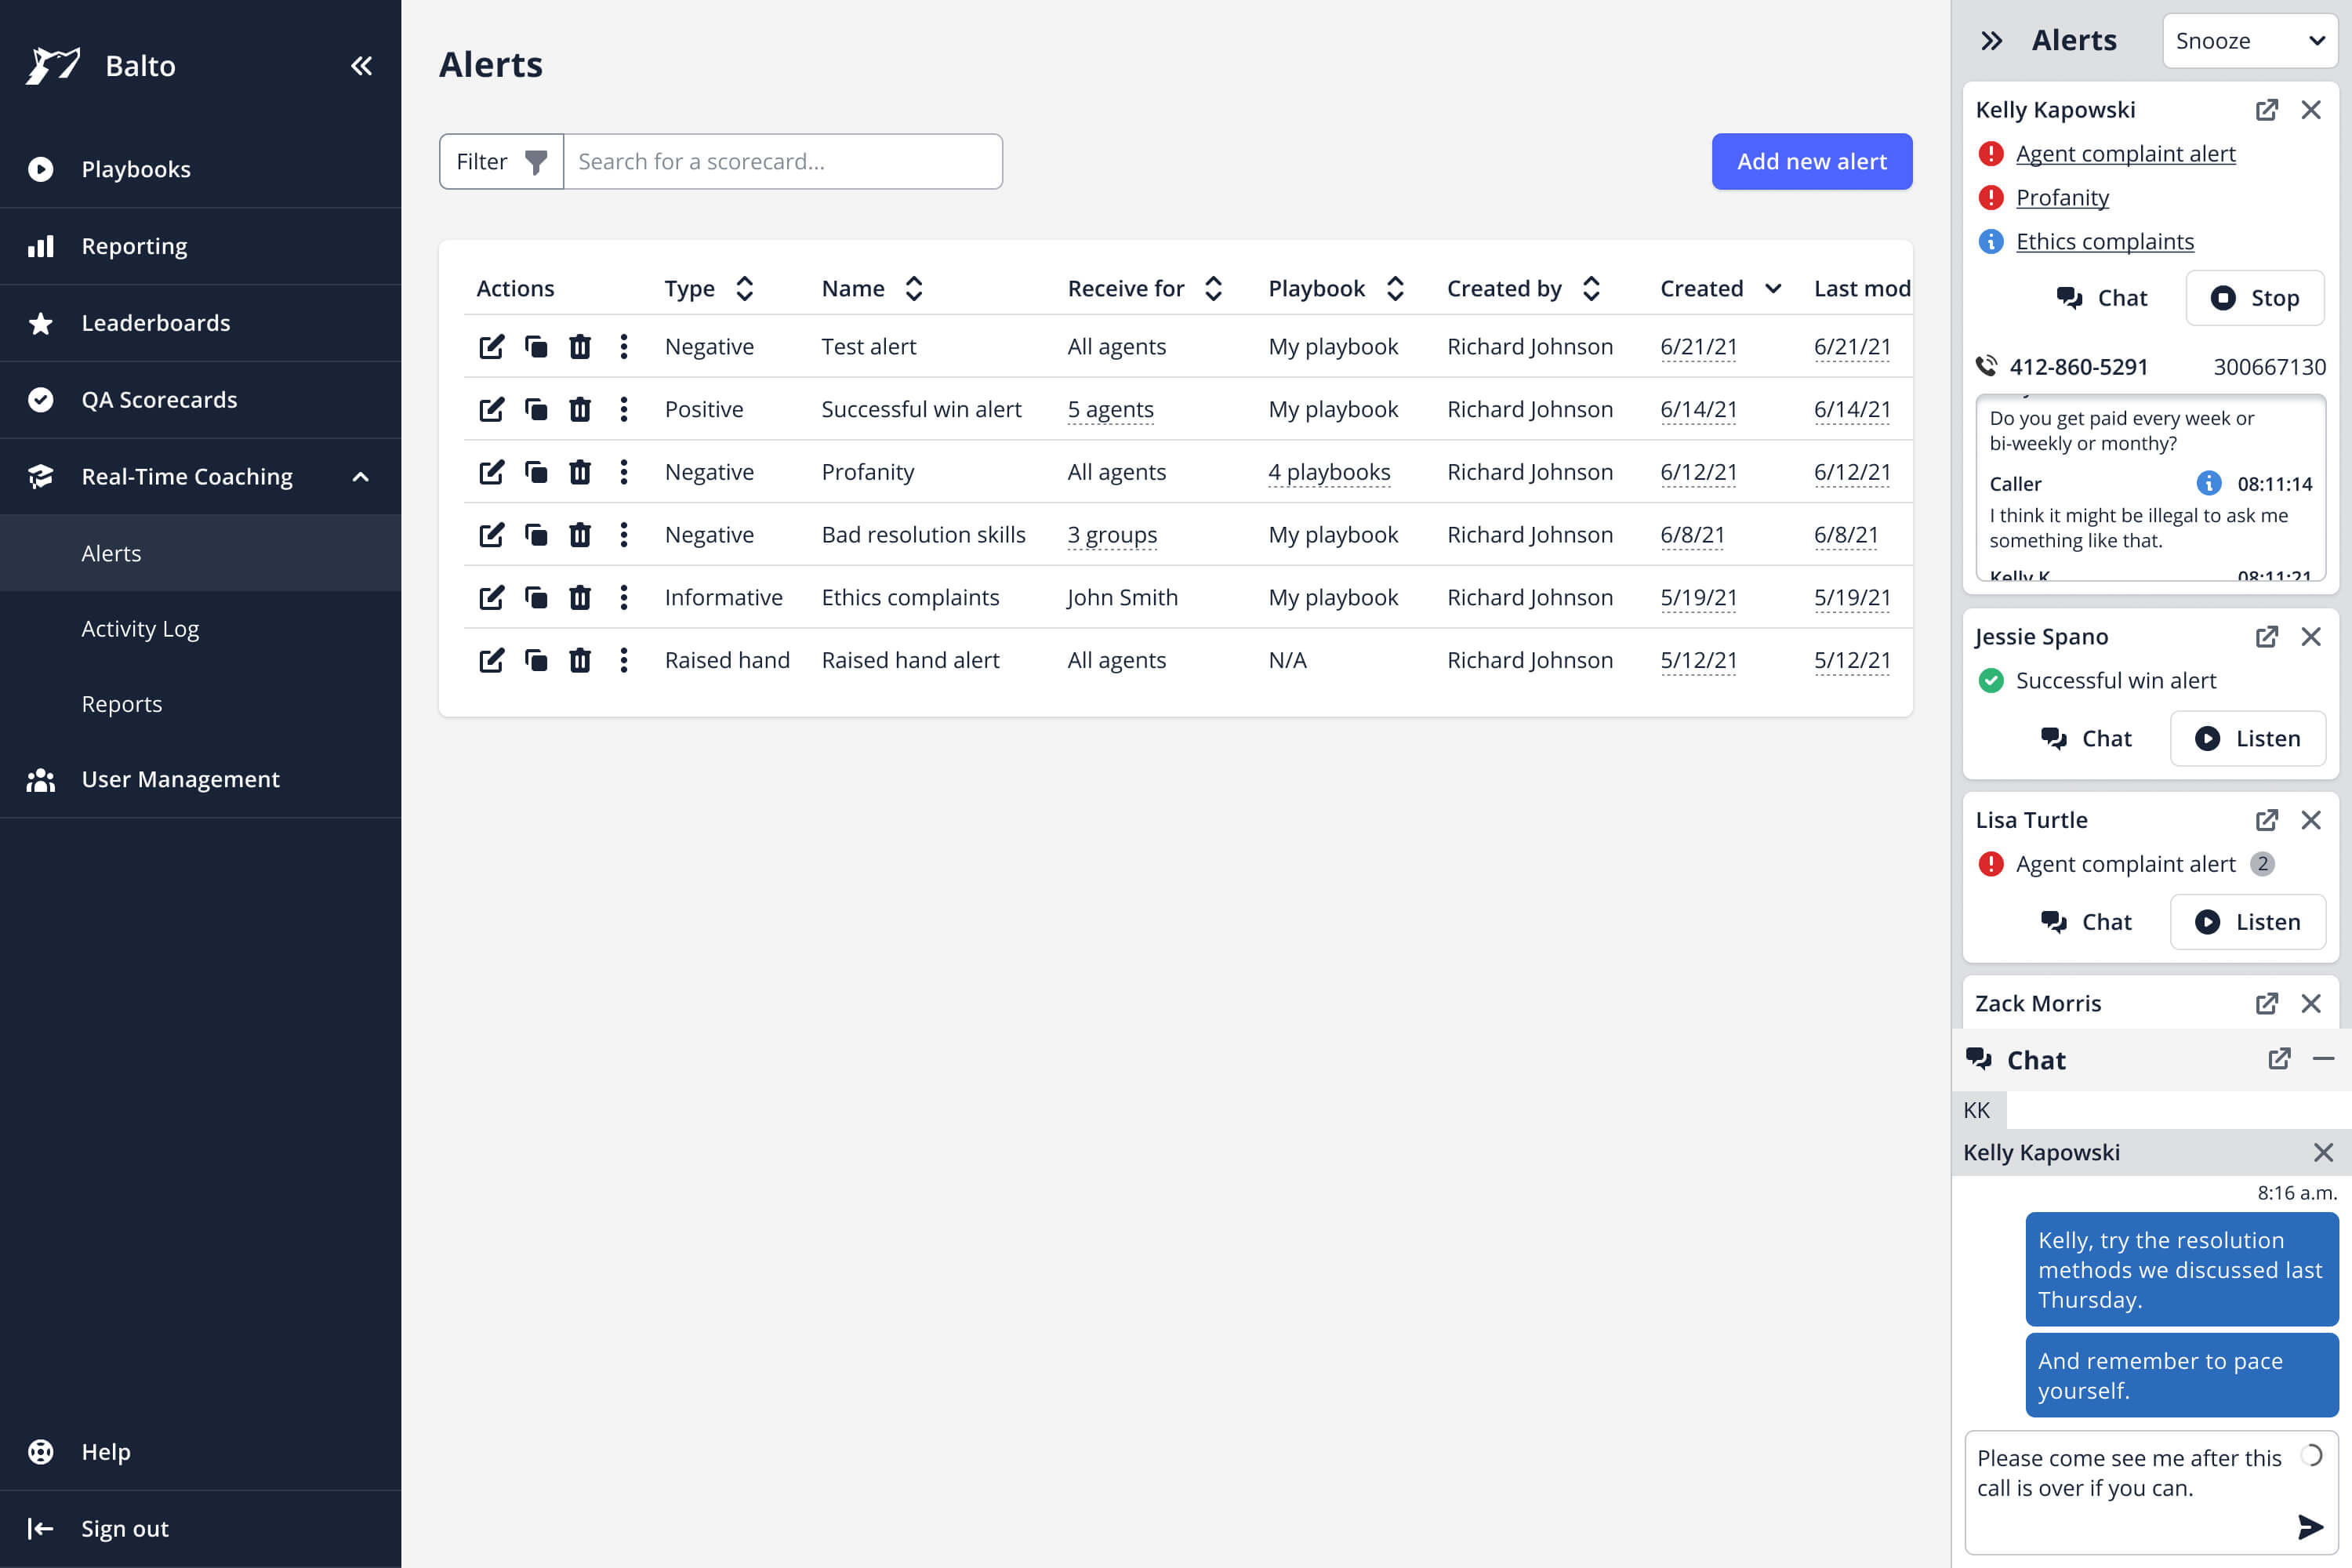 Balto
Playbooks
Reporting
Leaderboards
QA Scorecards
Real-Time Coaching
Alerts
Activity Log
Reports
User Management
Help
Sign out
Alerts
Filter
Search for a scorecard...
Add new alert
Actions Type Name Receive for Playbook Created by Created Last mod
Negative Test alert All agents My playbook Richard Johnson 6/21/21 6/21/21
Positive Successful win alert 5 agents My playbook Richard Johnson 6/14/21 6/14/21
Negative Profanity All agents 4 playbooks Richard Johnson 6/12/21 6/12/21
Negative Bad resolution skills 3 groups My playbook Richard Johnson 6/8/21 6/8/21
Informative Ethics complaints John Smith My playbook Richard Johnson 5/19/21 5/19/21
Raised hand Raised hand alert All agents N/A Richard Johnson 5/12/21 5/12/21
Alerts
Snooze
Kelly Kapowski
Agent complaint alert
Profanity
Ethics complaints
Chat Stop
412-860-5291 300667130
Do you get paid every week or
bi-weekly or monthy?
Caller 08:11:14
I think it might be illegal to ask me
something like that.
Kelly K 08:11:21
Jessie Spano
Successful win alert
Chat Listen
Lisa Turtle
Agent complaint alert 2
Chat Listen
Zack Morris
Chat
KK
Kelly Kapowski
8:16 a.m.
Kelly, try the resolution
methods we discussed last
Thursday.
And remember to pace
yourself.
Please come see me after this
call is over if you can.